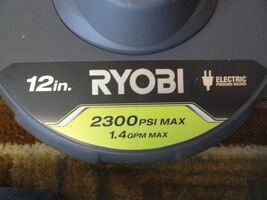 12in. RYOBI ELECTRIC
PRESSURE WASHER
2300 PSI MAX
1.4 GPM MAX